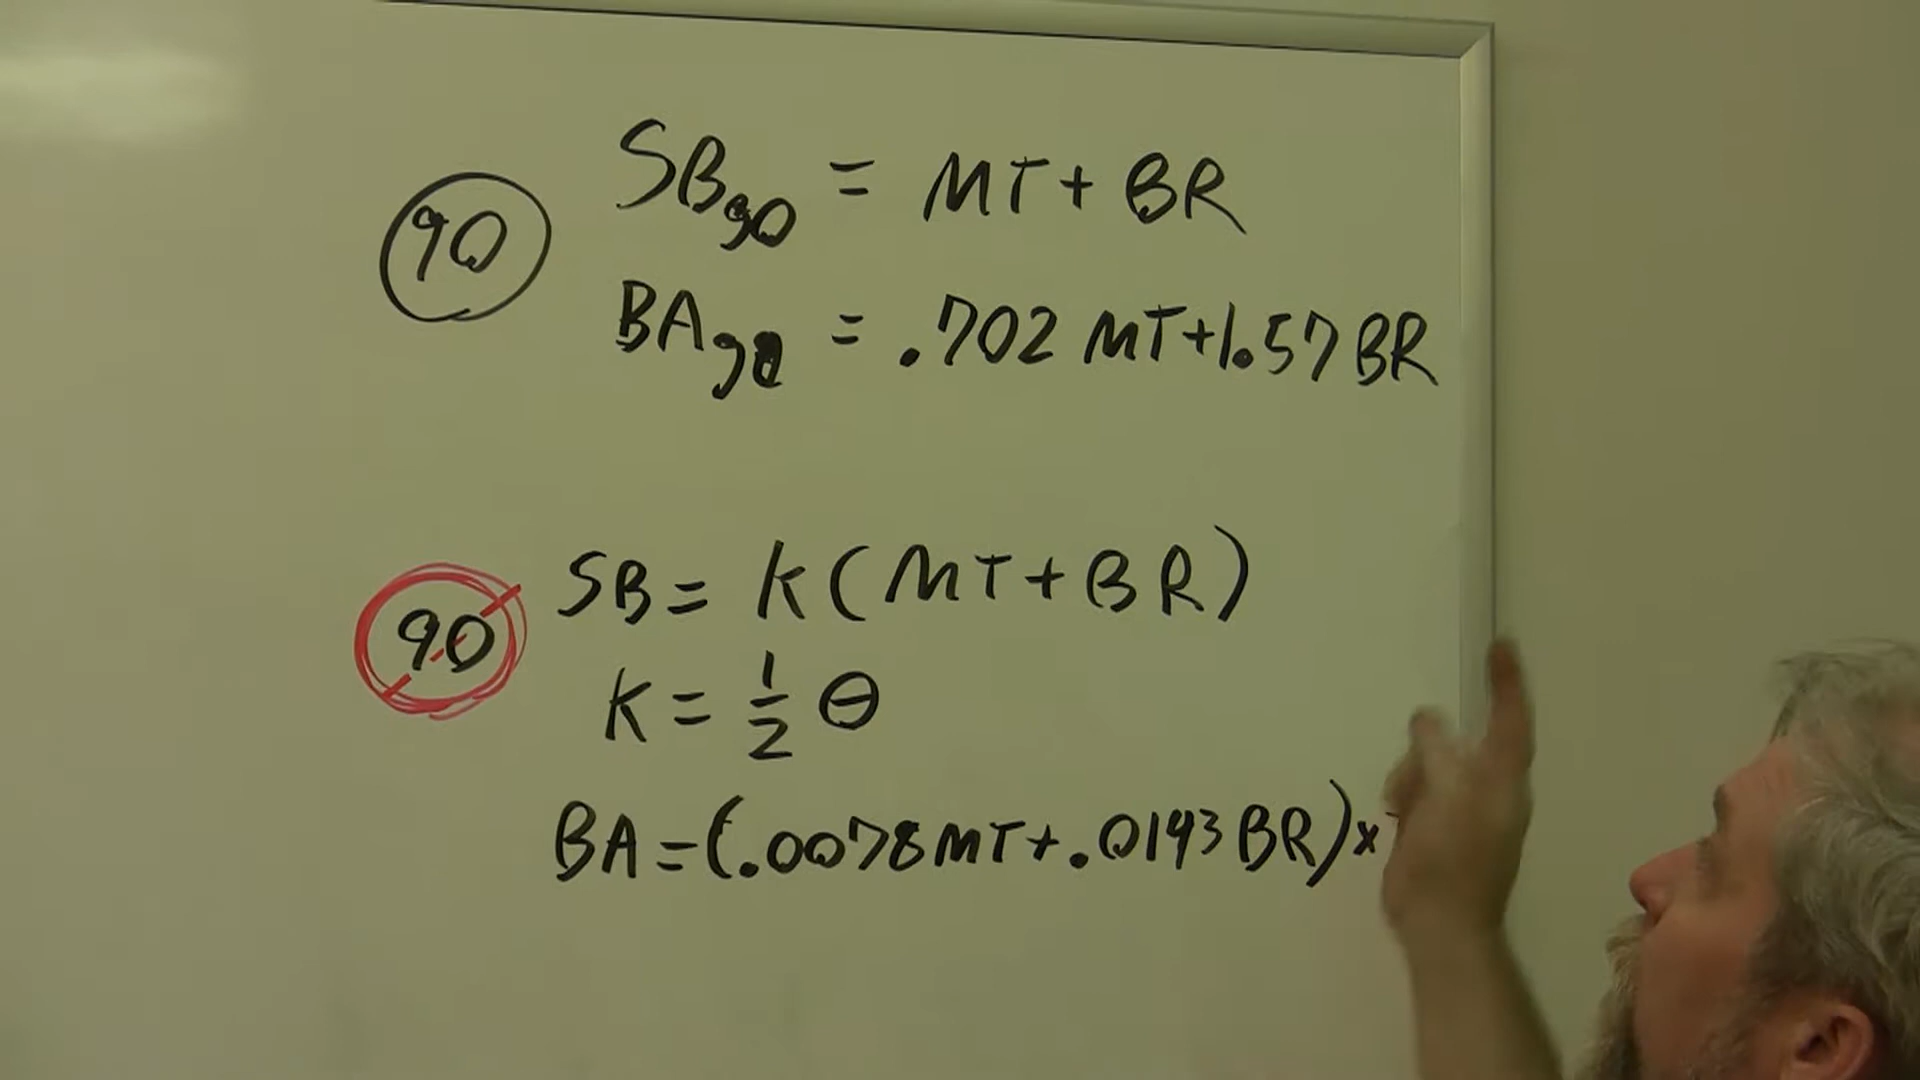 90
SB90 = MT + BR
BA90 = .702 MT + 1.57 BR
90
SB = K ( MT + BR )
K = 1/2 θ
BA = (.0078 MT + .0193 BR) x